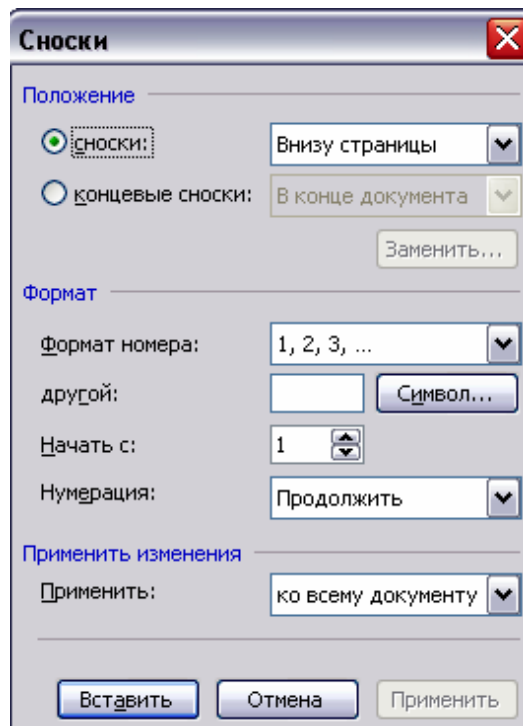 Сноски
Положение
сноски: Внизу страницы
концевые сноски: В конце документа
Заменить...
Формат
Формат номера: 1, 2, 3, ...
другой: Символ...
Начать с: 1
Нумерация: Продолжить
Применить изменения
Применить: ко всему документу
Вставить Отмена Применить